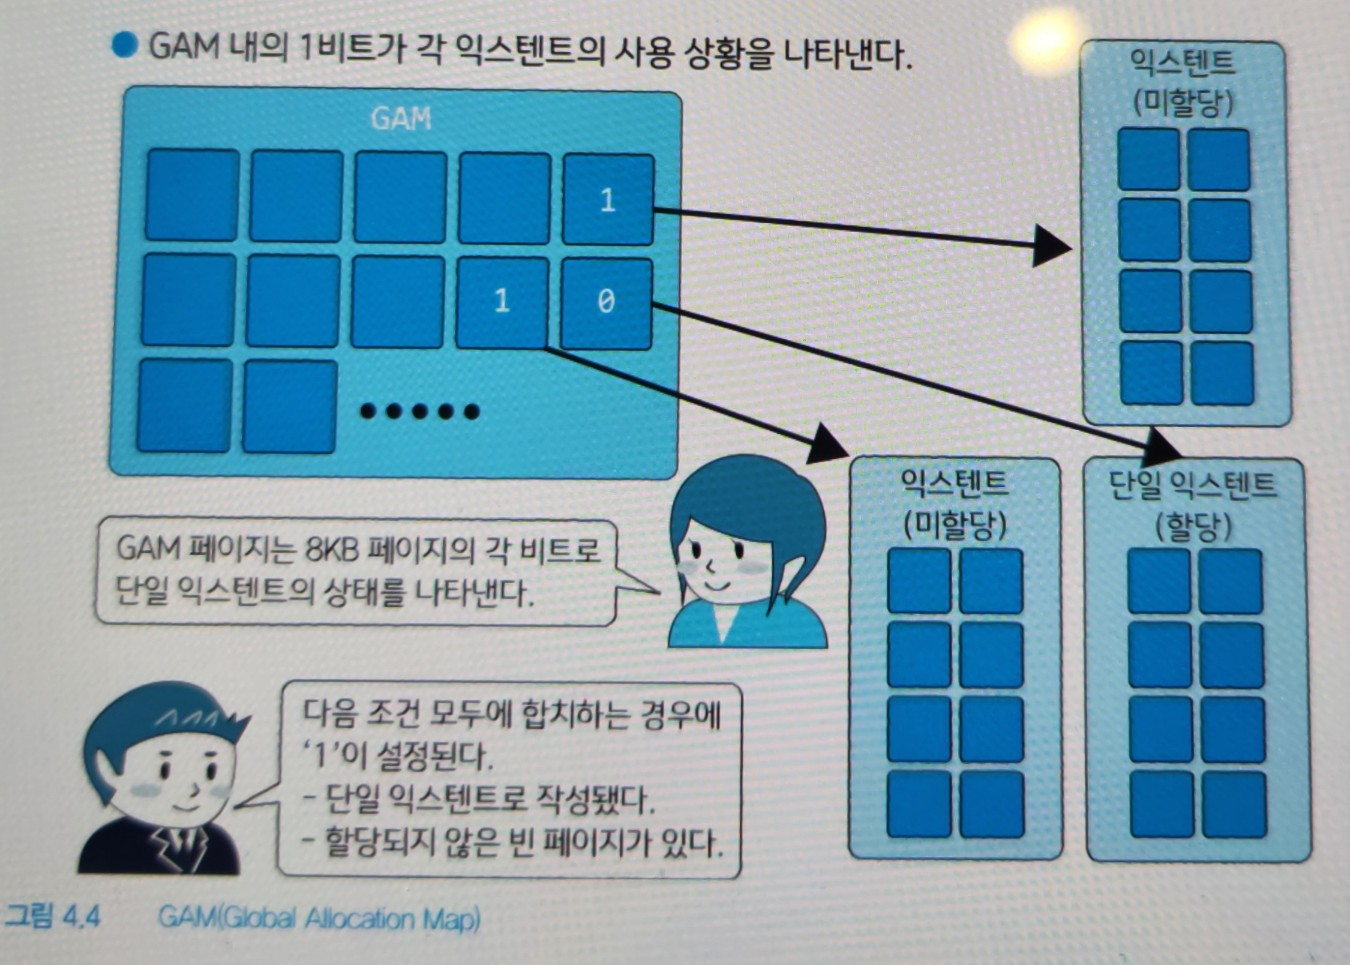 ● GAM 내의 1비트가 각 익스텐트의 사용 상황을 나타낸다.
GAM
1
1 0
●●●●●
익스텐트
(미할당)
익스텐트
(미할당)
단일 익스텐트
(할당)
GAM 페이지는 8KB 페이지의 각 비트로
단일 익스텐트의 상태를 나타낸다.
다음 조건 모두에 합치하는 경우에
‘1’이 설정된다.
- 단일 익스텐트로 작성됐다.
- 할당되지 않은 빈 페이지가 있다.
그림 4.4 GAM(Global Allocation Map)